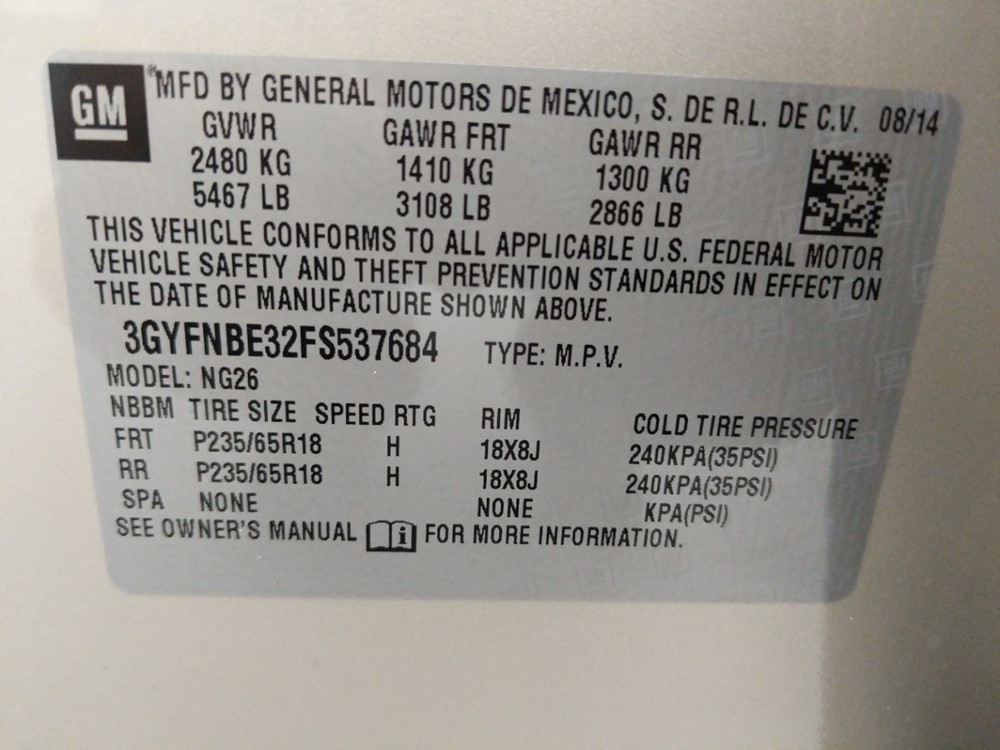 GM
® MFD BY GENERAL MOTORS DE MEXICO, S. DE R.L. DE C.V. 08/14
GVWR GAWR FRT GAWR RR
2480 KG 1410 KG 1300 KG
5467 LB 3108 LB 2866 LB
THIS VEHICLE CONFORMS TO ALL APPLICABLE U.S. FEDERAL MOTOR
VEHICLE SAFETY AND THEFT PREVENTION STANDARDS IN EFFECT ON
THE DATE OF MANUFACTURE SHOWN ABOVE.
3GYFNBE32FS537684 TYPE: M.P.V.
MODEL: NG26
NBBM TIRE SIZE SPEED RTG RIM COLD TIRE PRESSURE
FRT P235/65R18 H 18X8J 240KPA(35PSI)
RR P235/65R18 H 18X8J 240KPA(35PSI)
SPA NONE NONE KPA(PSI)
SEE OWNER'S MANUAL FOR MORE INFORMATION.